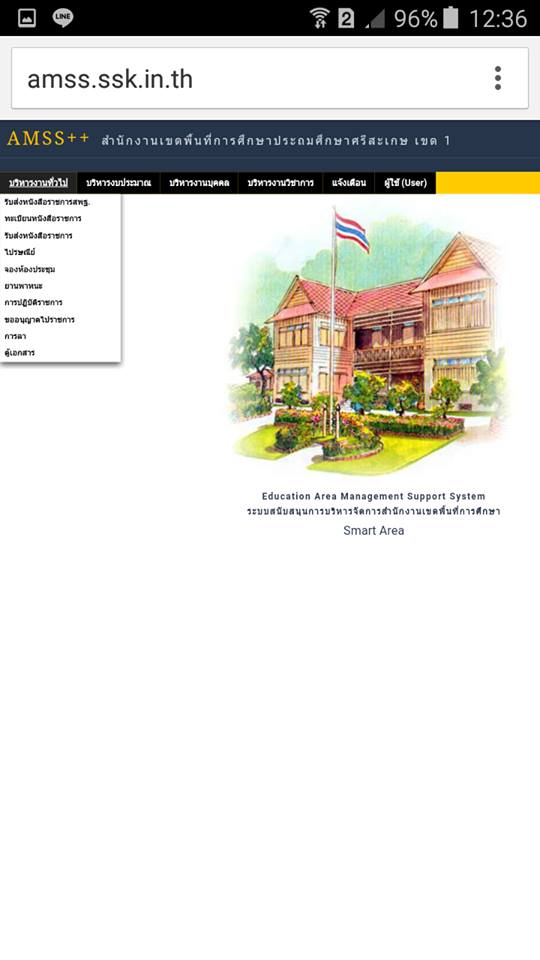 LINE
2
96%
12:36
amss.ssk.in.th
AMSS++ สำนักงานเขตพื้นที่การศึกษาประถมศึกษาศรีสะเกษ เขต 1
บริหารงานทั่วไป บริหารงบประมาณ บริหารงานบุคคล บริหารงานวิชาการ แจ้งเตือน ผู้ใช้ (User)
รับส่งหนังสือราชการสพฐ.
ทะเบียนหนังสือราชการ
รับส่งหนังสือราชการ
ไปรษณีย์
จองห้องประชุม
ยานพาหนะ
การปฏิบัติราชการ
ขออนุญาตไปราชการ
การลา
ตู้เอกสาร
Education Area Management Support System
ระบบสนับสนุนการบริหารจัดการสำนักงานเขตพื้นที่การศึกษา
Smart Area